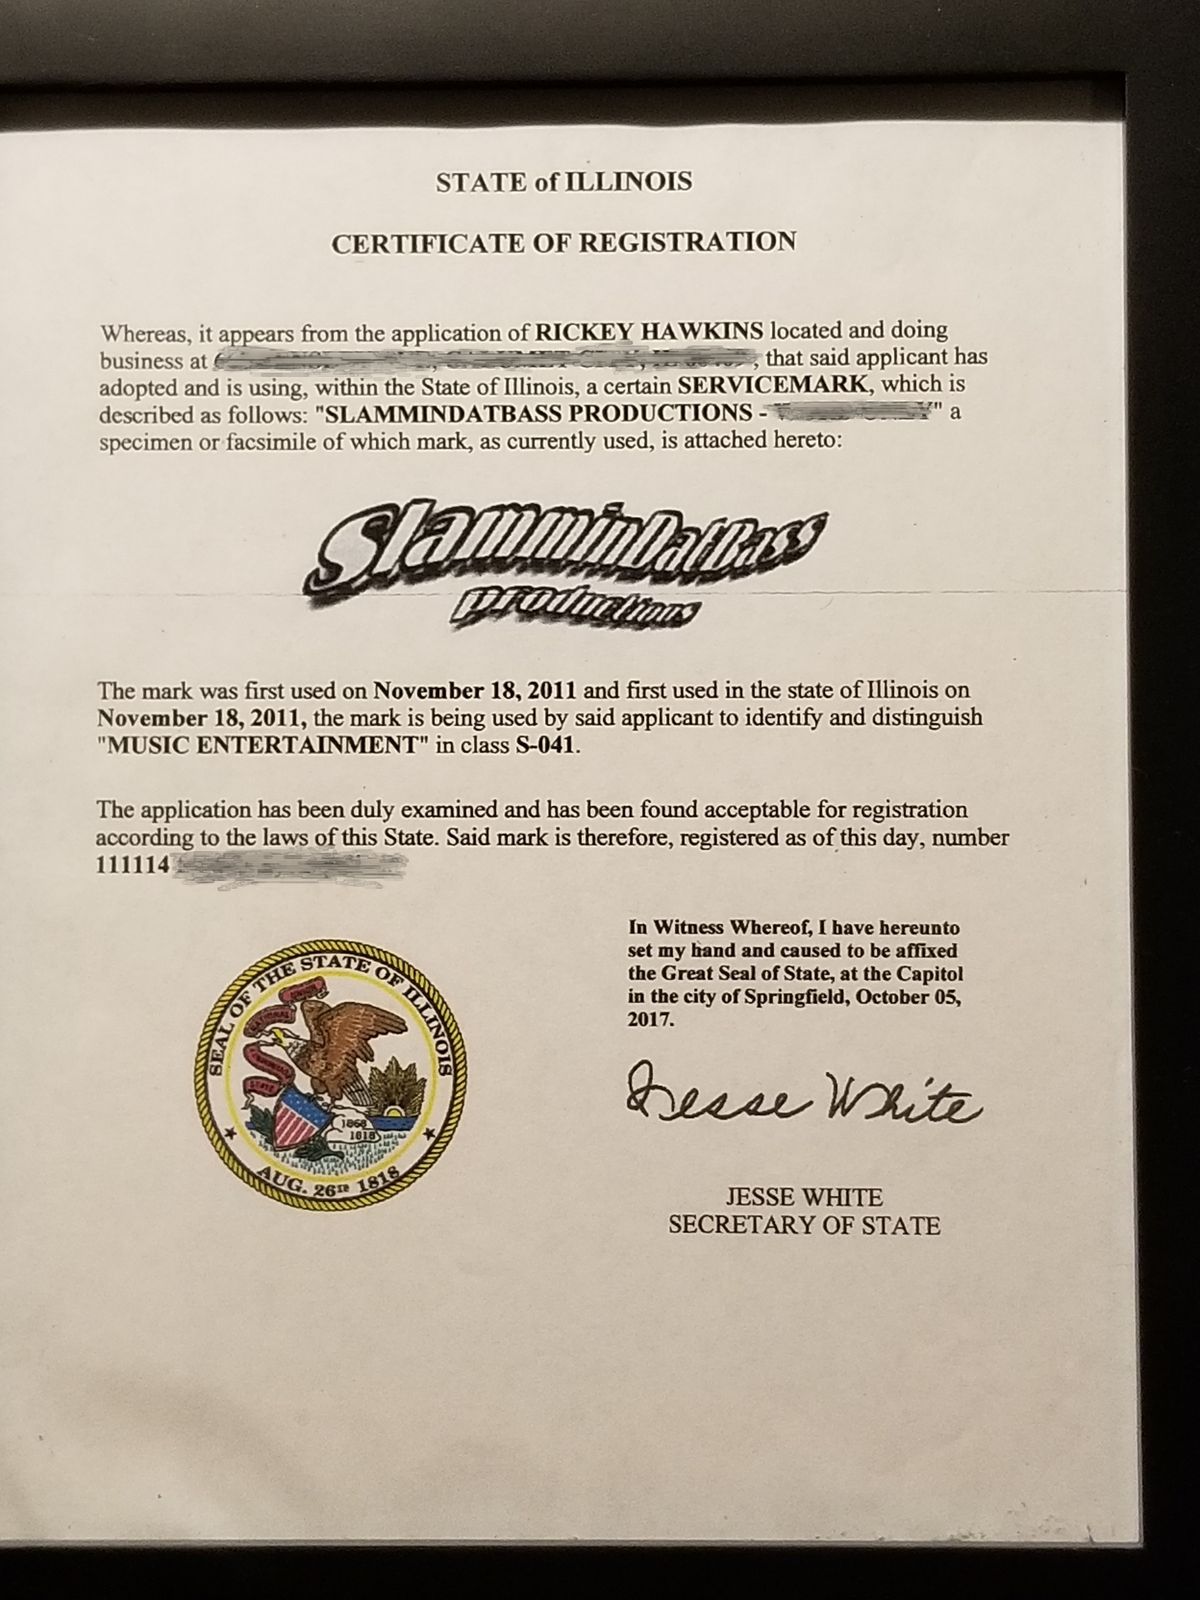 STATE of ILLINOIS
CERTIFICATE OF REGISTRATION
Whereas, it appears from the application of RICKEY HAWKINS located and doing
business at , that said applicant has
adopted and is using, within the State of Illinois, a certain SERVICEMARK, which is
described as follows: "SLAMMINDATBASS PRODUCTIONS - " a
specimen or facsimile of which mark, as currently used, is attached hereto:
SlamminDatBass
productions
The mark was first used on November 18, 2011 and first used in the state of Illinois on
November 18, 2011, the mark is being used by said applicant to identify and distinguish
"MUSIC ENTERTAINMENT" in class S-041.
The application has been duly examined and has been found acceptable for registration
according to the laws of this State. Said mark is therefore, registered as of this day, number
111114
In Witness Whereof, I have hereunto
set my hand and caused to be affixed
the Great Seal of State, at the Capitol
in the city of Springfield, October 05,
2017.
SEAL OF THE STATE OF ILLINOIS
NATIONAL UNION
STATE
1868
1818
AUG. 26TH 1818
Jesse White
JESSE WHITE
SECRETARY OF STATE